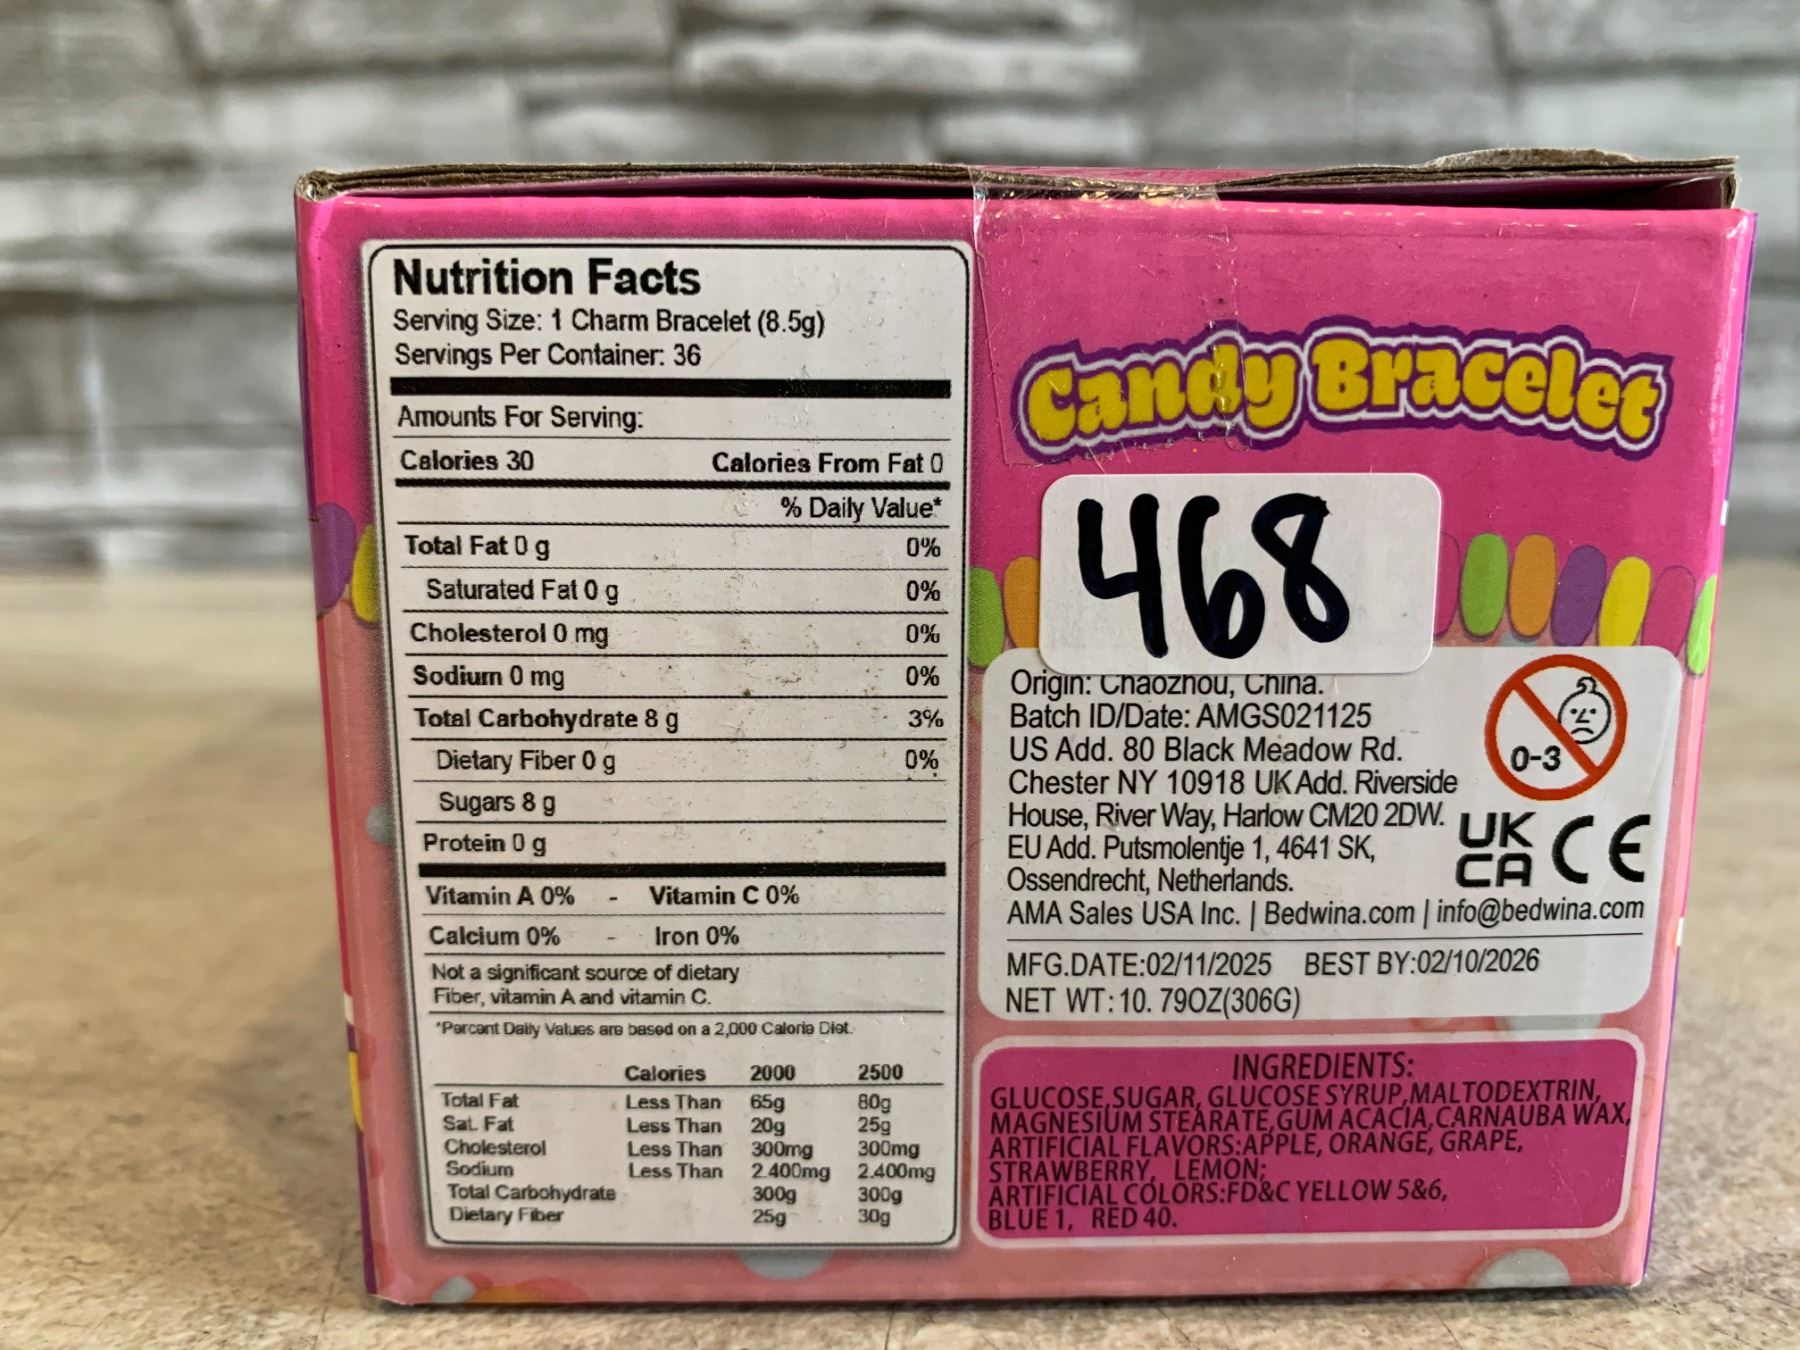 Nutrition Facts
Serving Size: 1 Charm Bracelet (8.5g)
Servings Per Container: 36
Amounts For Serving:
Calories 30 Calories From Fat 0
% Daily Value*
Total Fat 0 g 0%
Saturated Fat 0 g 0%
Cholesterol 0 mg 0%
Sodium 0 mg 0%
Total Carbohydrate 8 g 3%
Dietary Fiber 0 g 0%
Sugars 8 g
Protein 0 g
Vitamin A 0% - Vitamin C 0%
Calcium 0% - Iron 0%
Not a significant source of dietary
Fiber, vitamin A and vitamin C.
*Percent Daily Values are based on a 2,000 Calorie Diet.
Calories 2000 2500
Total Fat Less Than 65g 80g
Sat. Fat Less Than 20g 25g
Cholesterol Less Than 300mg 300mg
Sodium Less Than 2.400mg 2.400mg
Total Carbohydrate 300g 300g
Dietary Fiber 25g 30g
Candy Bracelet
468
Origin: Chaozhou, China.
Batch ID/Date: AMGS021125
US Add. 80 Black Meadow Rd.
Chester NY 10918 UK Add. Riverside
House, River Way, Harlow CM20 2DW.
EU Add. Putsmolentje 1, 4641 SK,
Ossendrecht, Netherlands.
AMA Sales USA Inc. | Bedwina.com | info@bedwina.com
0-3
UK
CA CE
MFG.DATE:02/11/2025 BEST BY:02/10/2026
NET WT:10. 79OZ(306G)
INGREDIENTS:
GLUCOSE,SUGAR, GLUCOSE SYRUP,MALTODEXTRIN,
MAGNESIUM STEARATE,GUM ACACIA,CARNAUBA WAX,
ARTIFICIAL FLAVORS:APPLE, ORANGE, GRAPE,
STRAWBERRY, LEMON;
ARTIFICIAL COLORS:FD&C YELLOW 5&6,
BLUE 1, RED 40.